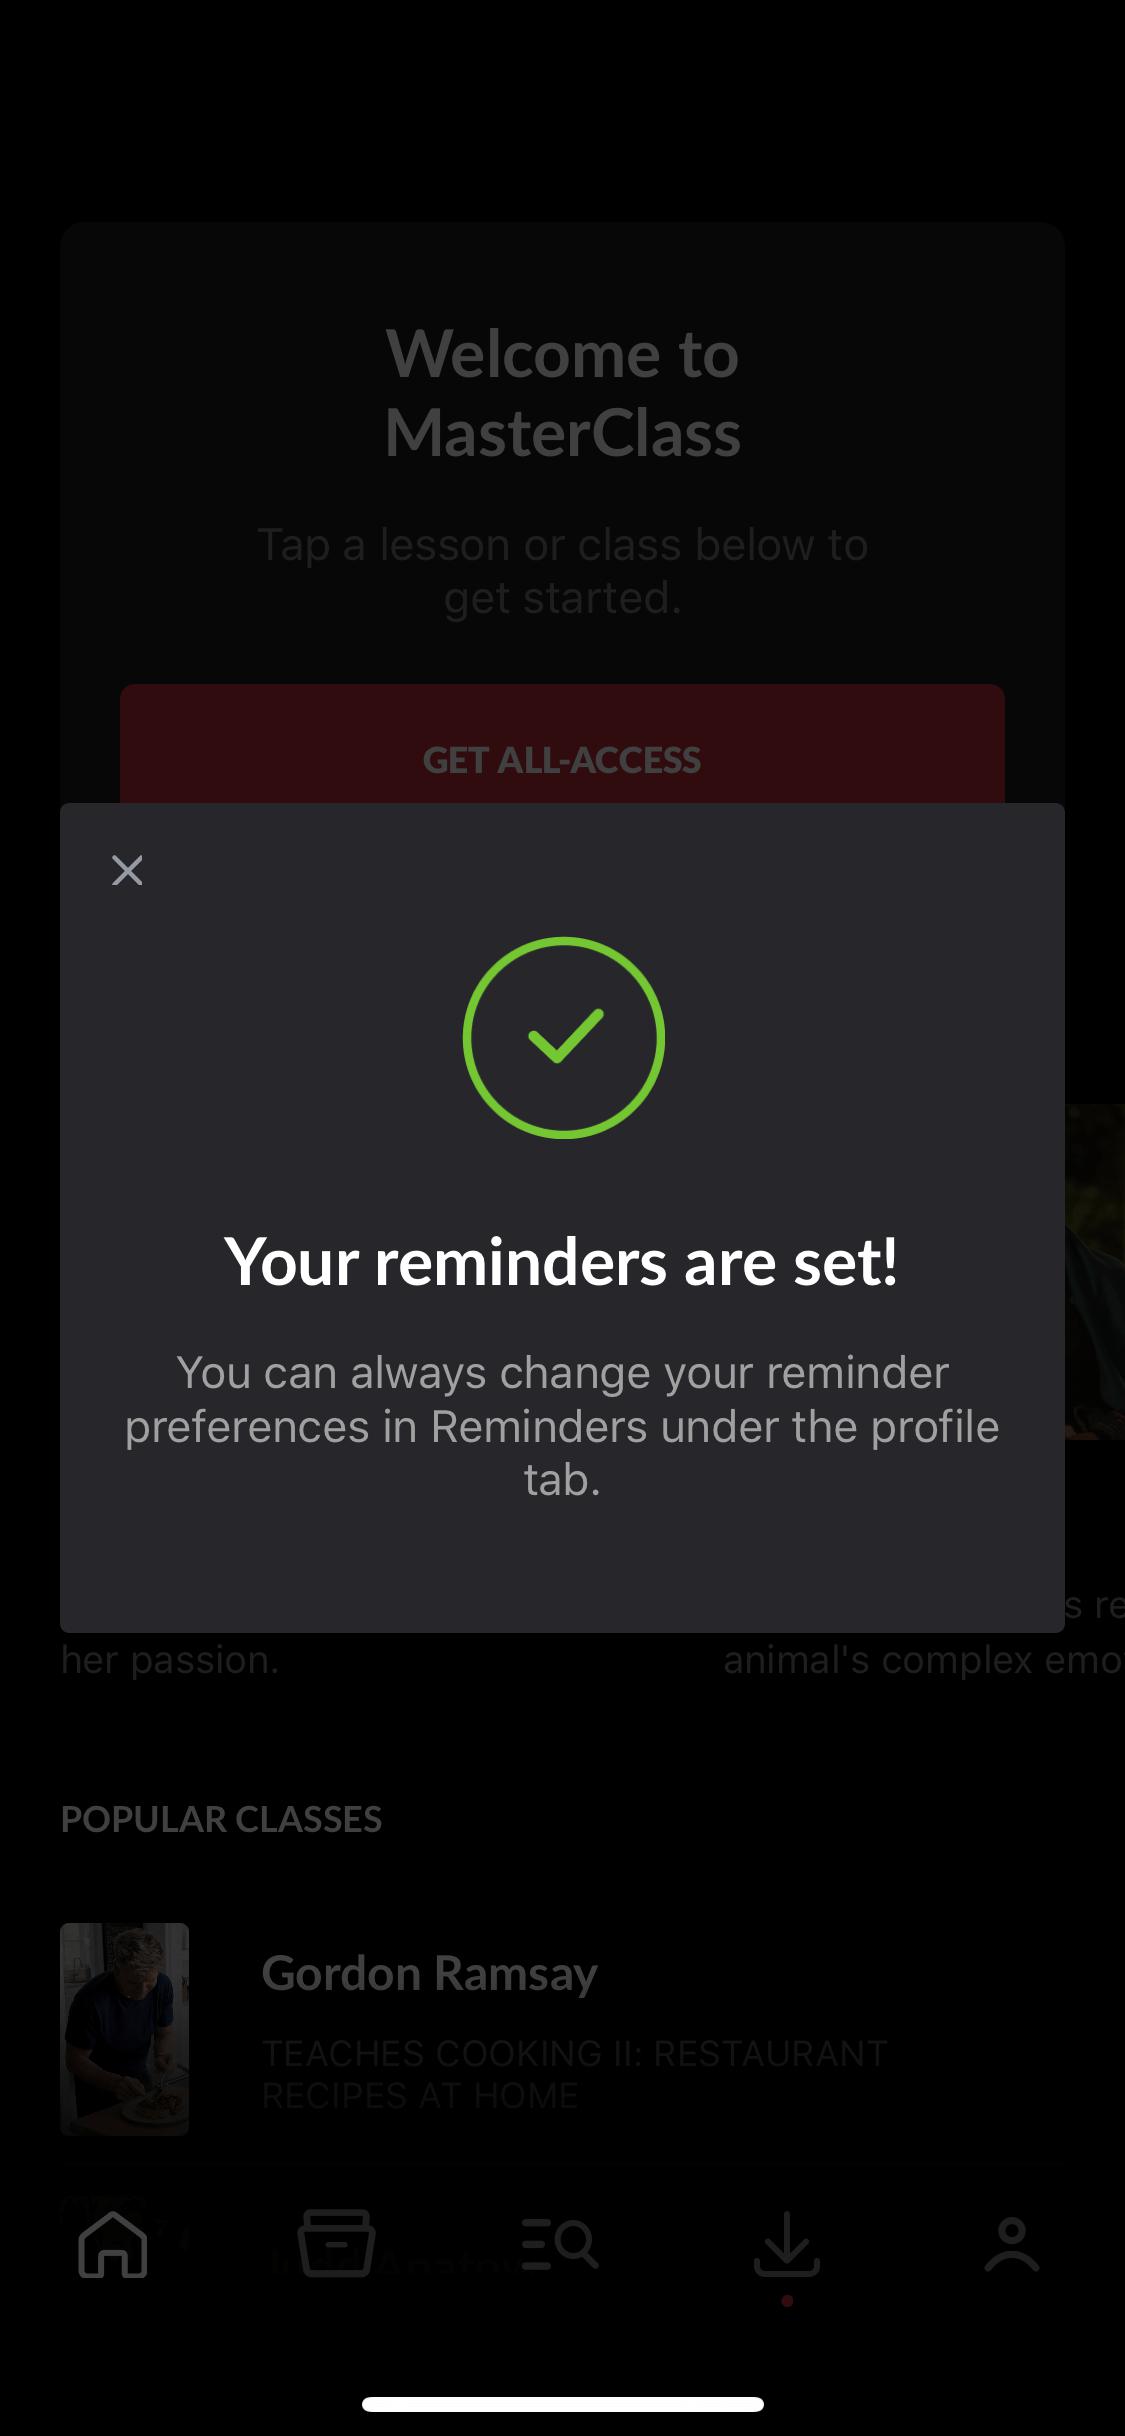 Welcome to
MasterClass
Tap a lesson or class below to
get started.
GET ALL-ACCESS
Your reminders are set!
You can always change your reminder
preferences in Reminders under the profile
tab.
her passion.
animal's complex
POPULAR CLASSES
Gordon Ramsay
TEACHES COOKING II: RESTAURANT
RECIPES AT HOME